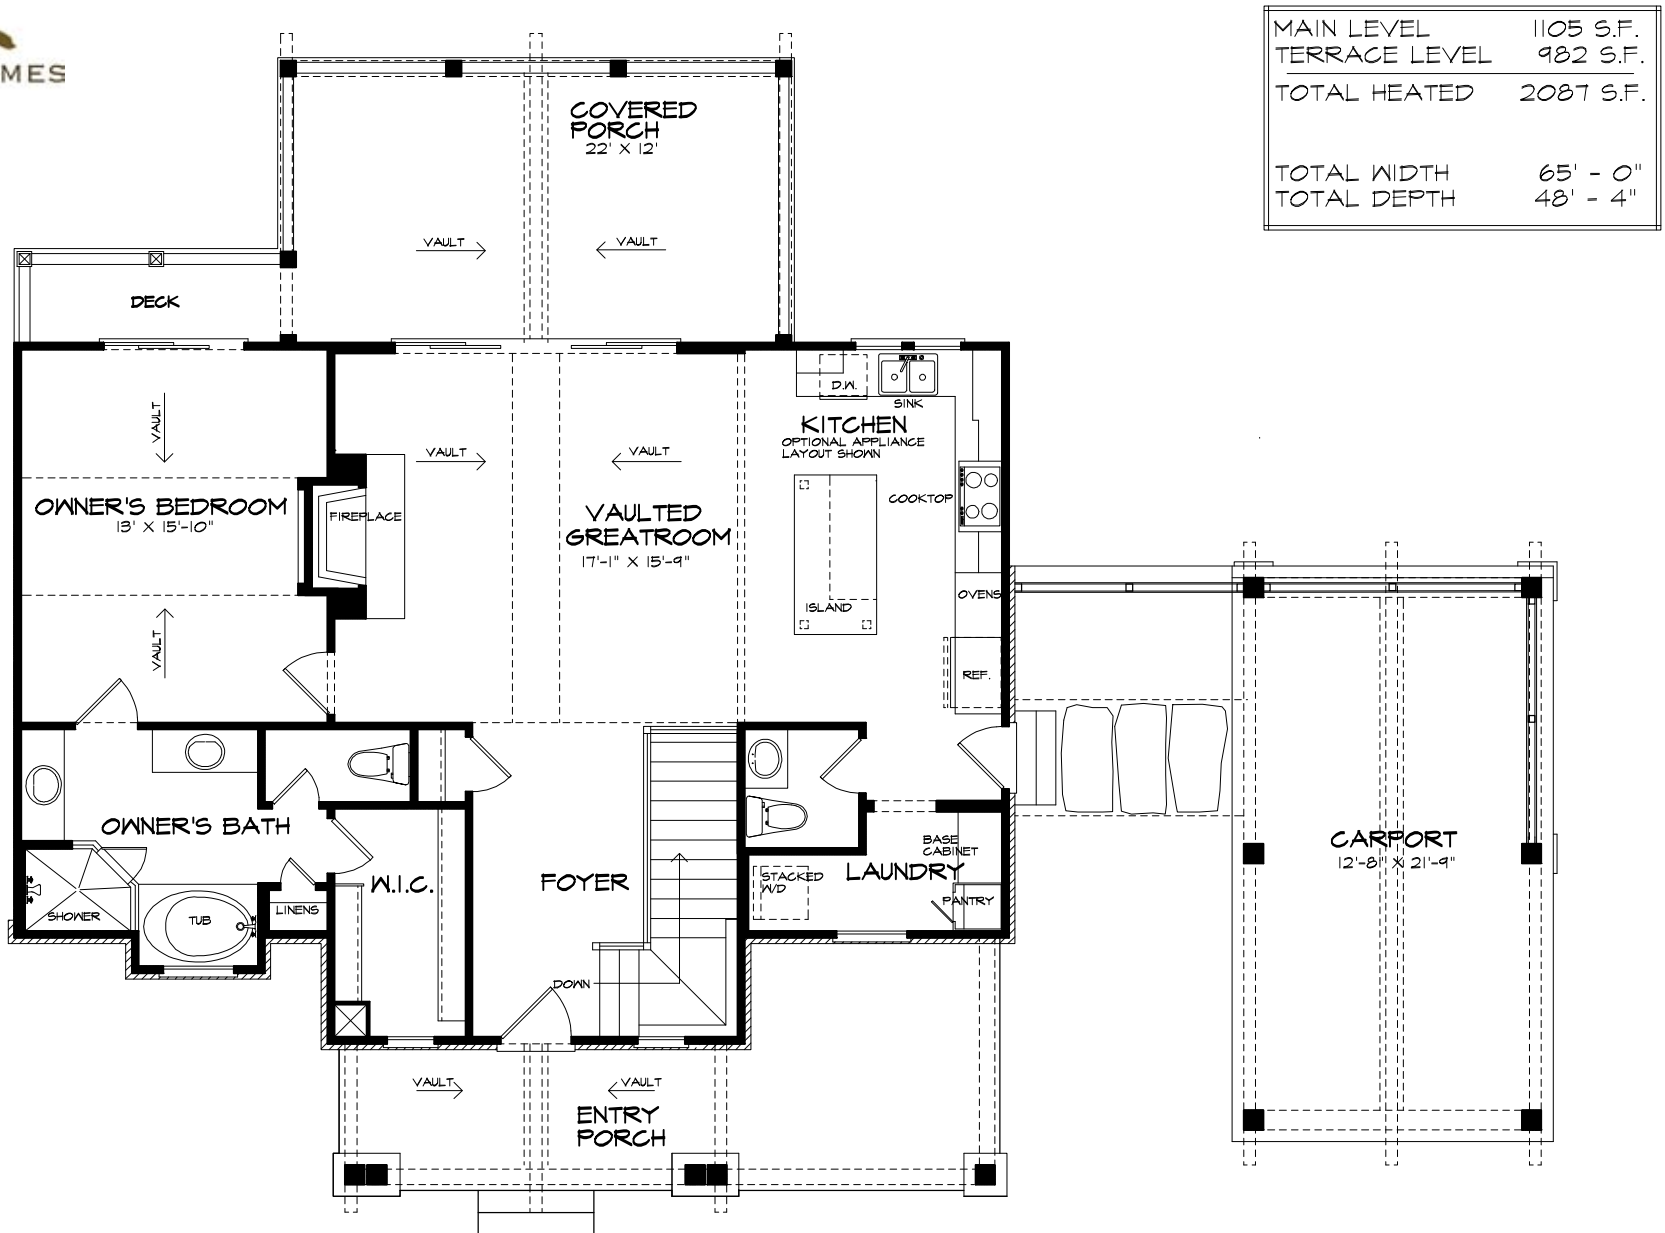 MES
MAIN LEVEL 1105 S.F.
TERRACE LEVEL 982 S.F.
TOTAL HEATED 2087 S.F.
TOTAL WIDTH 65' - 0"
TOTAL DEPTH 48' - 4"
COVERED
PORCH
22' X 12'
VAULT
VAULT
DECK
D.W.
SINK
KITCHEN
OPTIONAL APPLIANCE
LAYOUT SHOWN
VAULT
VAULT
VAULT
COOKTOP
OWNER'S BEDROOM
13' X 15'-10"
FIREPLACE
VAULTED
GREATROOM
17'-1" X 15'-9"
OVENS
ISLAND
VAULT
REF.
OWNER'S BATH
BASE
CABINET
CARPORT
12'-8" X 21'-9"
W.I.C.
FOYER
LAUNDRY
STACKED
W/D
PANTRY
SHOWER
TUB
LINENS
DOWN
VAULT
VAULT
ENTRY
PORCH